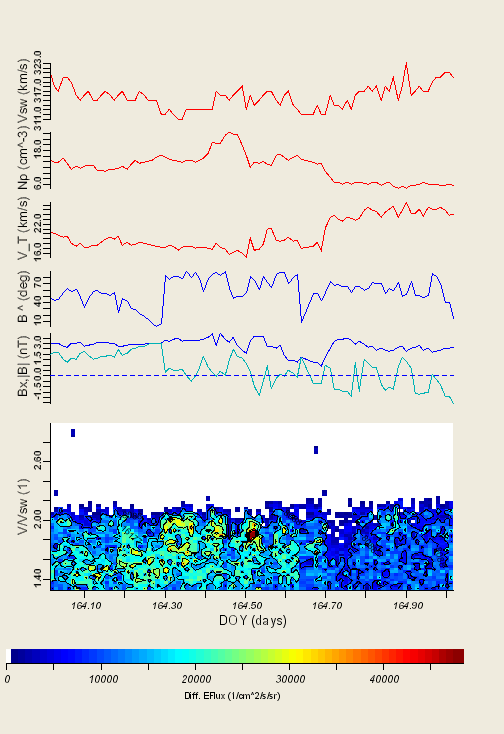 Vsw (km/s)
311.0 317.0 323.0
Np (cm^-3)
6.0 18.0
V_T (km/s)
16.0 22.0
B ^ (deg)
10 40 70
Bx,|B| (nT)
-1.5 0.0 1.5 3.0
V/Vsw (1)
1.40 2.00 2.60
164.10 164.30 164.50 164.70 164.90
DOY (days)
0 10000 20000 30000 40000
Diff. EFlux (1/cm^2/s/sr)